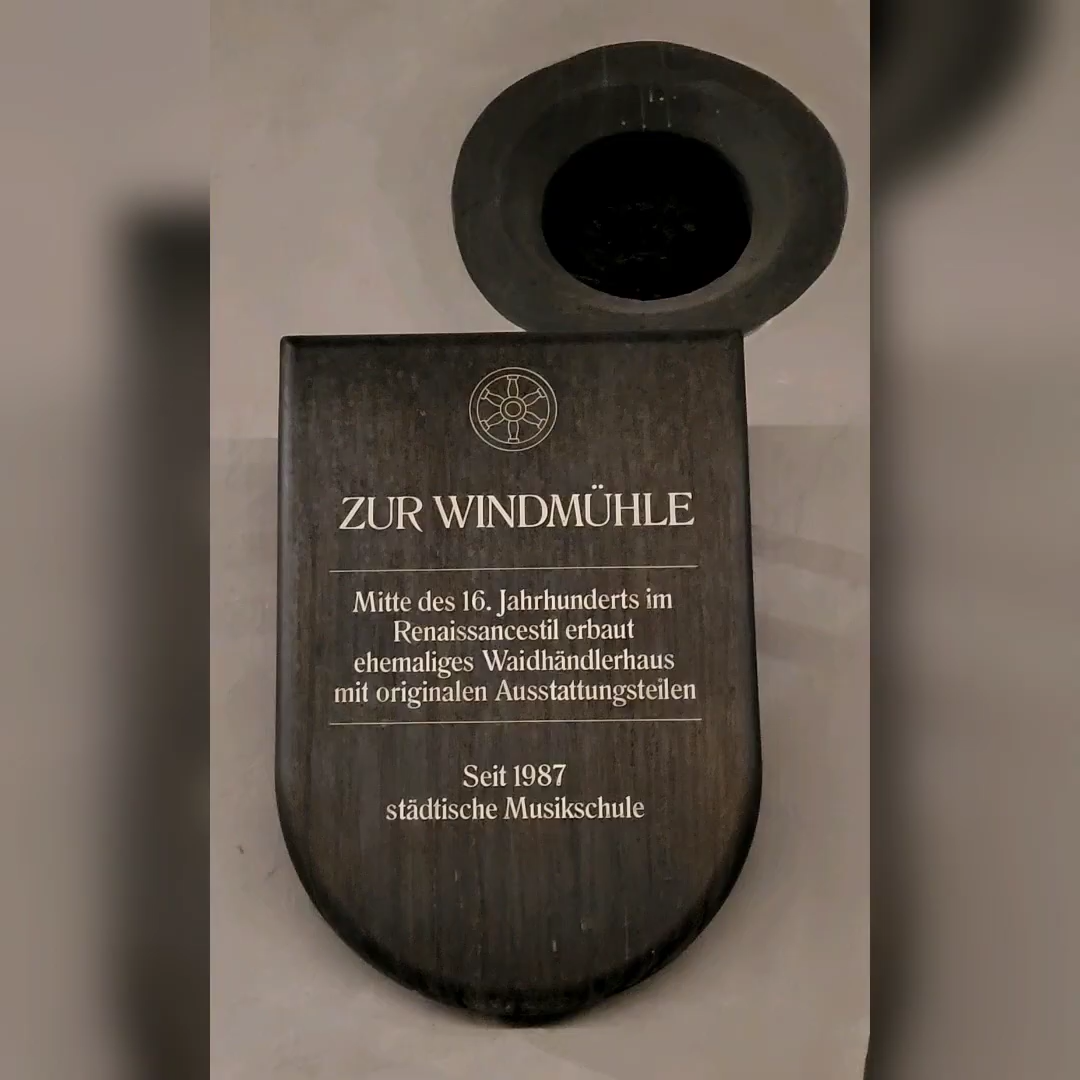 ZUR WINDMÜHLE
Mitte des 16. Jahrhunderts im
Renaissancestil erbaut
ehemaliges Waidhändlerhaus
mit originalen Ausstattungsteilen
Seit 1987
städtische Musikschule